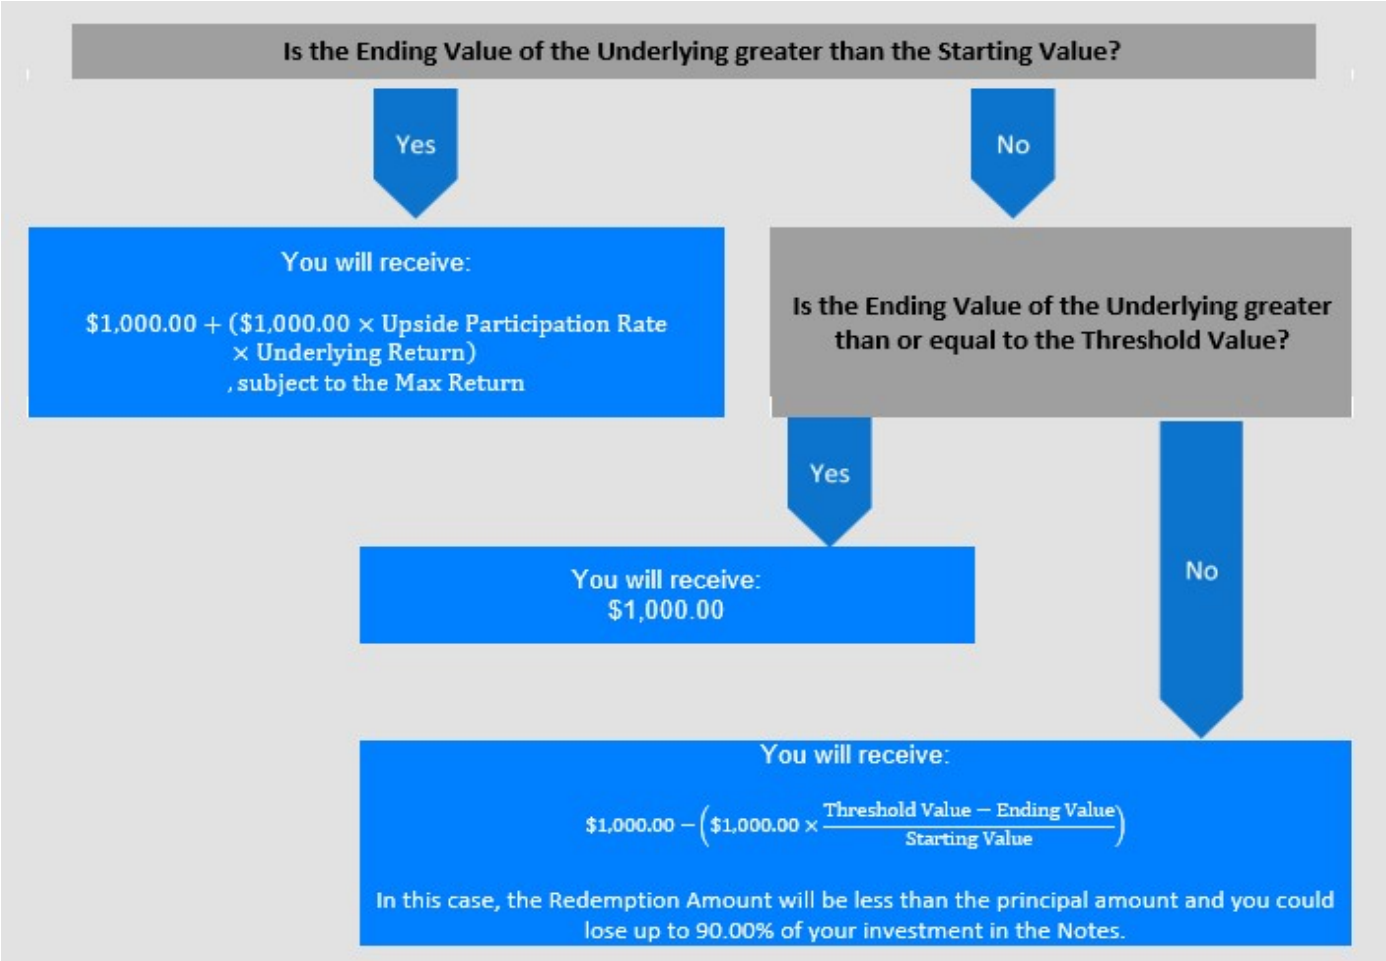 Is the Ending Value of the Underlying greater than the Starting Value?
Yes
No
You will receive:
$1,000.00 + ($1,000.00 × Upside Participation Rate
× Underlying Return)
, subject to the Max Return
Is the Ending Value of the Underlying greater
than or equal to the Threshold Value?
Yes
No
You will receive:
$1,000.00
You will receive:
$1,000.00 − ($1,000.00 × Threshold Value − Ending Value
Starting Value)
In this case, the Redemption Amount will be less than the principal amount and you could
lose up to 90.00% of your investment in the Notes.